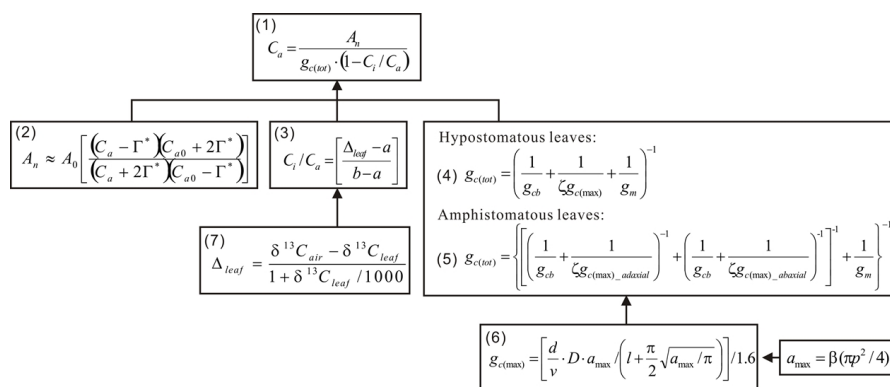 (1)
C_a = A_n / (g_c(tot) · (1 − C_i/C_a))
(2)
A_n ≈ A_0 [ (C_a − Γ*)(C_a0 + 2Γ*) / (C_a + 2Γ*)(C_a0 − Γ*) ]
(3)
C_i/C_a = [ (Δ_leaf − a) / (b − a) ]
Hypostomatous leaves:
(4) g_c(tot) = (1/g_cb + 1/ζg_c(max) + 1/g_m)^−1
Amphistomatous leaves:
(5) g_c(tot) = {[(1/g_cb + 1/ζg_c(max)_adaxial)^−1 + (1/g_cb + 1/ζg_c(max)_abaxial)^−1]^−1 + 1/g_m}^−1
(7)
Δ_leaf = (δ^13C_air − δ^13C_leaf) / (1 + δ^13C_leaf / 1000)
(6)
g_c(max) = [ d/v · D · a_max / (l + π/2 √(a_max/π)) ] / 1.6
a_max = β(πp²/4)